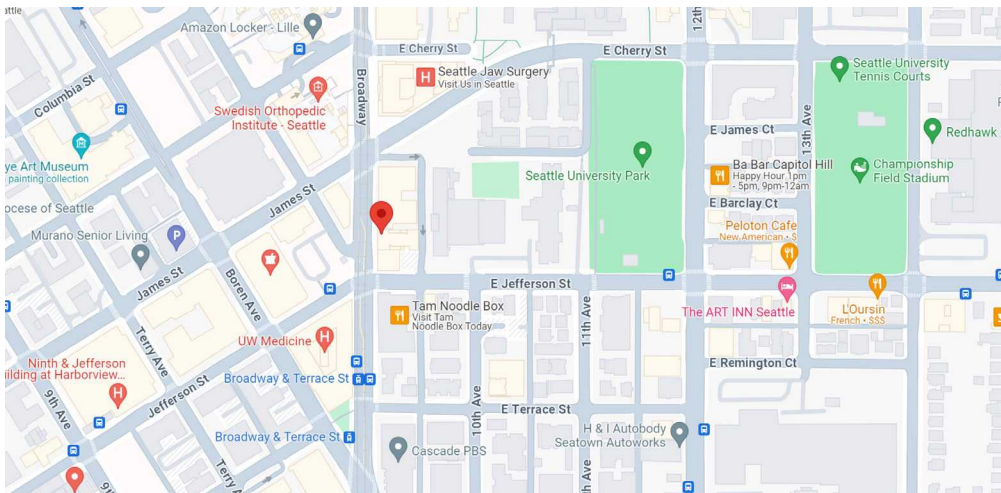 attle
Amazon Locker - Lille
Columbia St
Broadway
E Cherry St
E Cherry St
12th Ave
Seattle Jaw Surgery
Visit Us in Seattle
Swedish Orthopedic
Institute - Seattle
Seattle University
Tennis Courts
13th Ave
E James Ct
Redhawk
ye Art Museum
painting collection
Seattle University Park
Ba Bar Capitol Hill
Happy Hour 1pm
- 5pm, 9pm-12am
Championship
Field Stadium
ocese of Seattle
James St
E Barclay Ct
Murano Senior Living
P
Peloton Cafe
New American • $
James St
Boren Ave
E Jefferson St
The ART INN Seattle
L'Oursin
French • $$$
Tam Noodle Box
Visit Tam
Noodle Box Today
11th Ave
Terry Ave
UW Medicine
E Remington Ct
Ninth & Jefferson
uilding at Harborview...
Broadway & Terrace St
Jefferson St
9th Ave
10th Ave
E Terrace St
H & I Autobody
Seatown Autoworks
Broadway & Terrace St
Cascade PBS
Terry Ave
h Ave